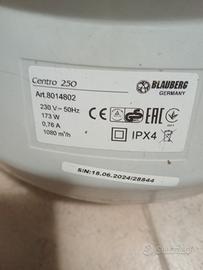 Centro 250
BLAUBERG
GERMANY
Art.8014802
230 V ~ 50Hz
173 W
0,76 A
1080 m³/h
IPX4
S/N:18.06.2024/28844